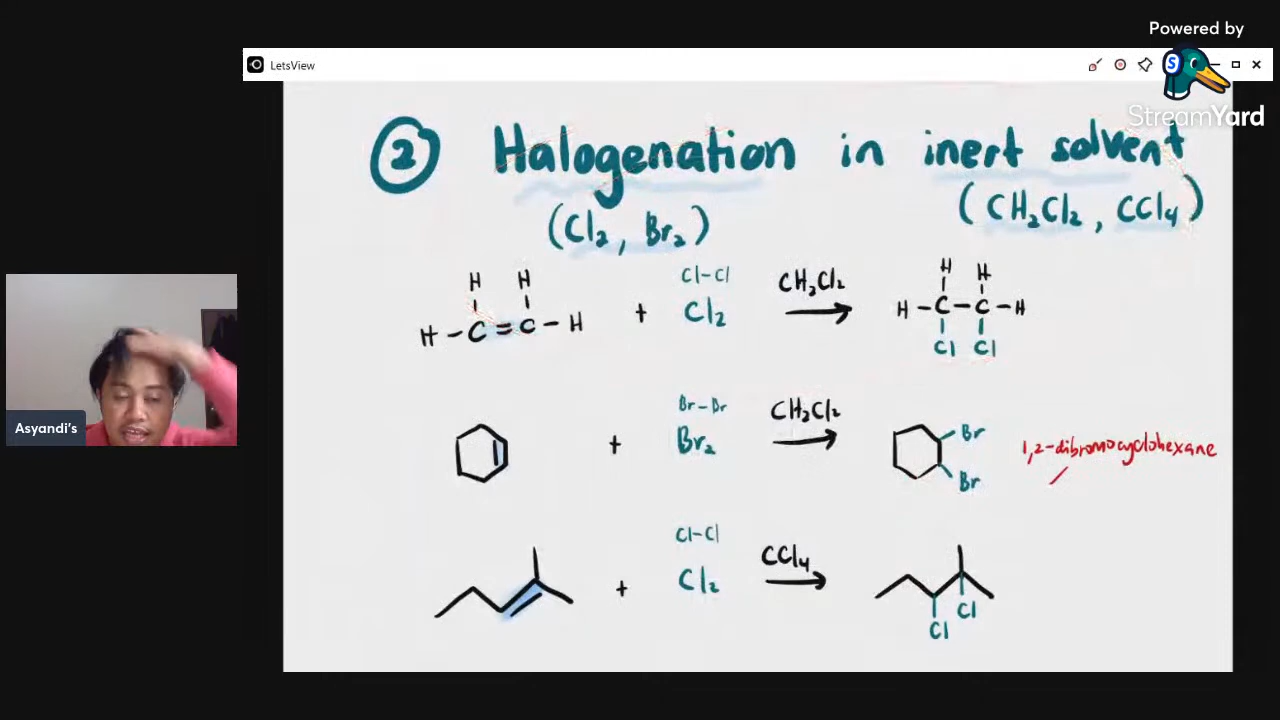 Powered by
StreamYard
LetsView
S
2 Halogenation in inert solvent
(Cl₂, Br₂) (CH₂Cl₂, CCl₄)
H H Cl-Cl CH₂Cl₂ H H
H - C = C - H + Cl₂ → H - C - C - H
Cl Cl
Br-Br CH₂Cl₂ Br
+ Br₂ → 1,2-dibromocyclohexane
Br
Cl-Cl CCl₄
+ Cl₂ → Cl
Cl
Asyandi's